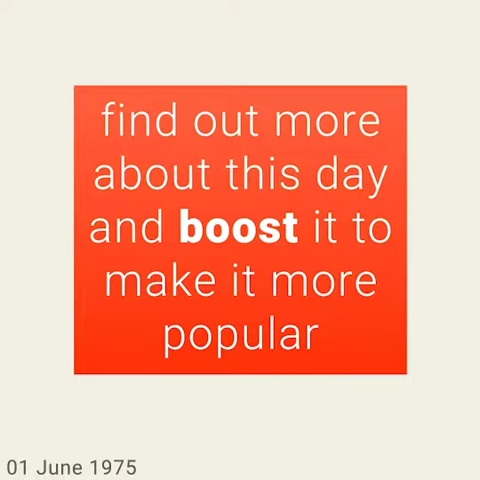 find out more
about this day
and boost it to
make it more
popular
01 June 1975